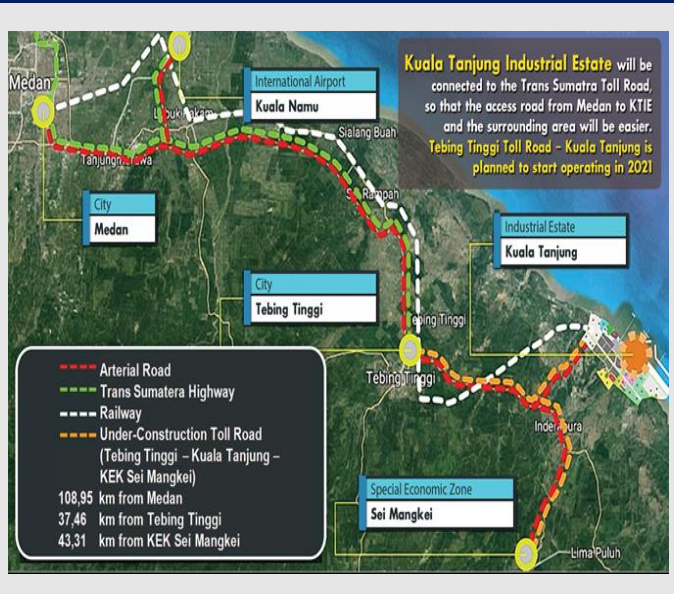 Kuala Tanjung Industrial Estate will be
connected to the Trans Sumatra Toll Road,
so that the access road from Medan to KTIE
and the surrounding area will be easier.
Tebing Tinggi Toll Road – Kuala Tanjung is
planned to start operating in 2021
Medan
International Airport
Kuala Namu
Sialang Buah
City
Medan
Rampah
Industrial Estate
Kuala Tanjung
City
Tebing Tinggi
Tebing Tinggi
Arterial Road
Trans Sumatera Highway
Railway
Under-Construction Toll Road
(Tebing Tinggi – Kuala Tanjung –
KEK Sei Mangkei)
108,95 km from Medan
37,46 km from Tebing Tinggi
43,31 km from KEK Sei Mangkei
Special Economic Zone
Sei Mangkei
Lima Puluh